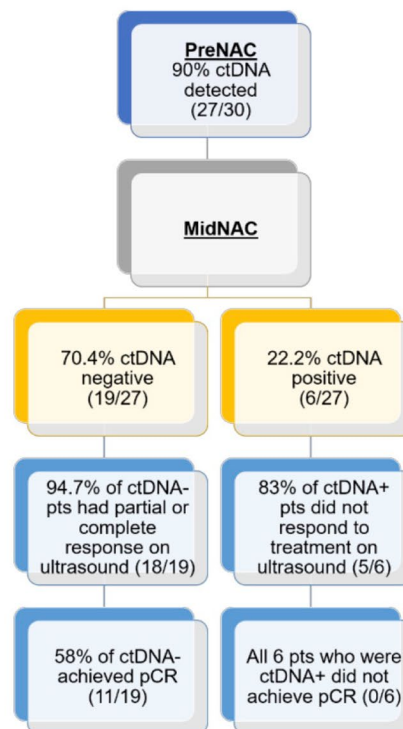 PreNAC
90% ctDNA
detected
(27/30)
MidNAC
70.4% ctDNA
negative
(19/27)
22.2% ctDNA
positive
(6/27)
94.7% of ctDNA-
pts had partial or
complete
response on
ultrasound (18/19)
83% of ctDNA+
pts did not
respond to
treatment on
ultrasound (5/6)
58% of ctDNA-
achieved pCR
(11/19)
All 6 pts who were
ctDNA+ did not
achieve pCR (0/6)